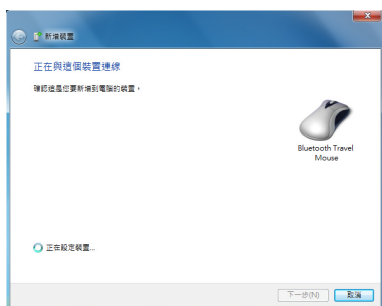 新增裝置
正在與這個裝置連線
確認這是您要新增到電腦的裝置，
Bluetooth Travel
Mouse
正在設定裝置...
下一步(N)
取消